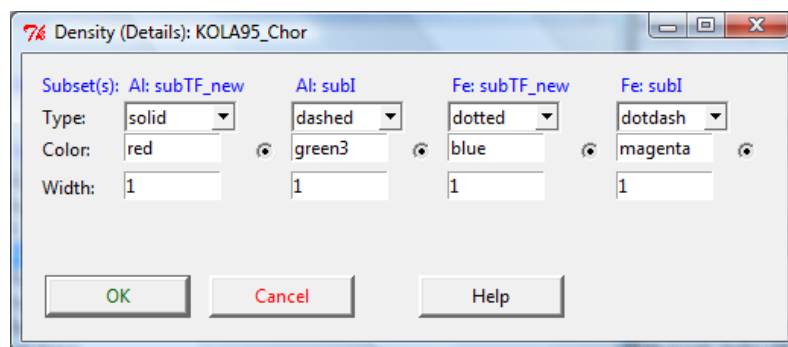 Density (Details): KOLA95_Chor
Subset(s): Al: subTF_new Al: subI Fe: subTF_new Fe: subI
Type: solid dashed dotted dotdash
Color: red green3 blue magenta
Width: 1 1 1 1
OK Cancel Help